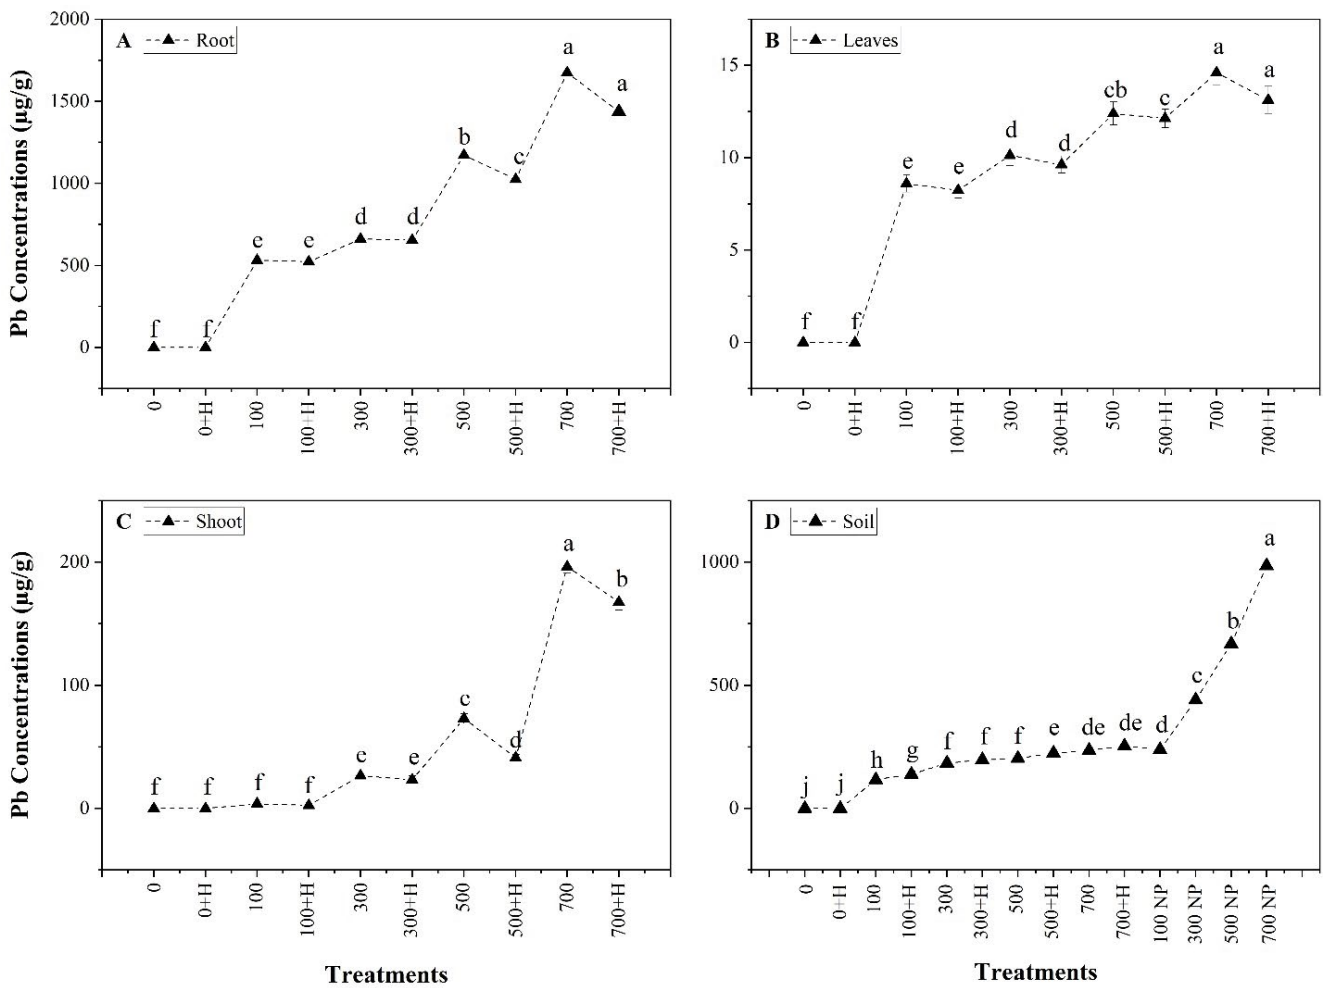 A
Root
Pb Concentrations (µg/g)
2000
1500
1000
500
0
f f e e d d b c a a
0 0+H 100 100+H 300 300+H 500 500+H 700 700+H
B
Leaves
15
10
5
0
f f e e d d cb c a a
0 0+H 100 100+H 300 300+H 500 500+H 700 700+H
C
Shoot
Pb Concentrations (µg/g)
200
100
0
f f f f e e c d a b
0 0+H 100 100+H 300 300+H 500 500+H 700 700+H
Treatments
D
Soil
1000
500
0
j j h g f f f e de de d c b a
0 0+H 100 100+H 300 300+H 500 500+H 700 700+H 100 NP 300 NP 500 NP 700 NP
Treatments